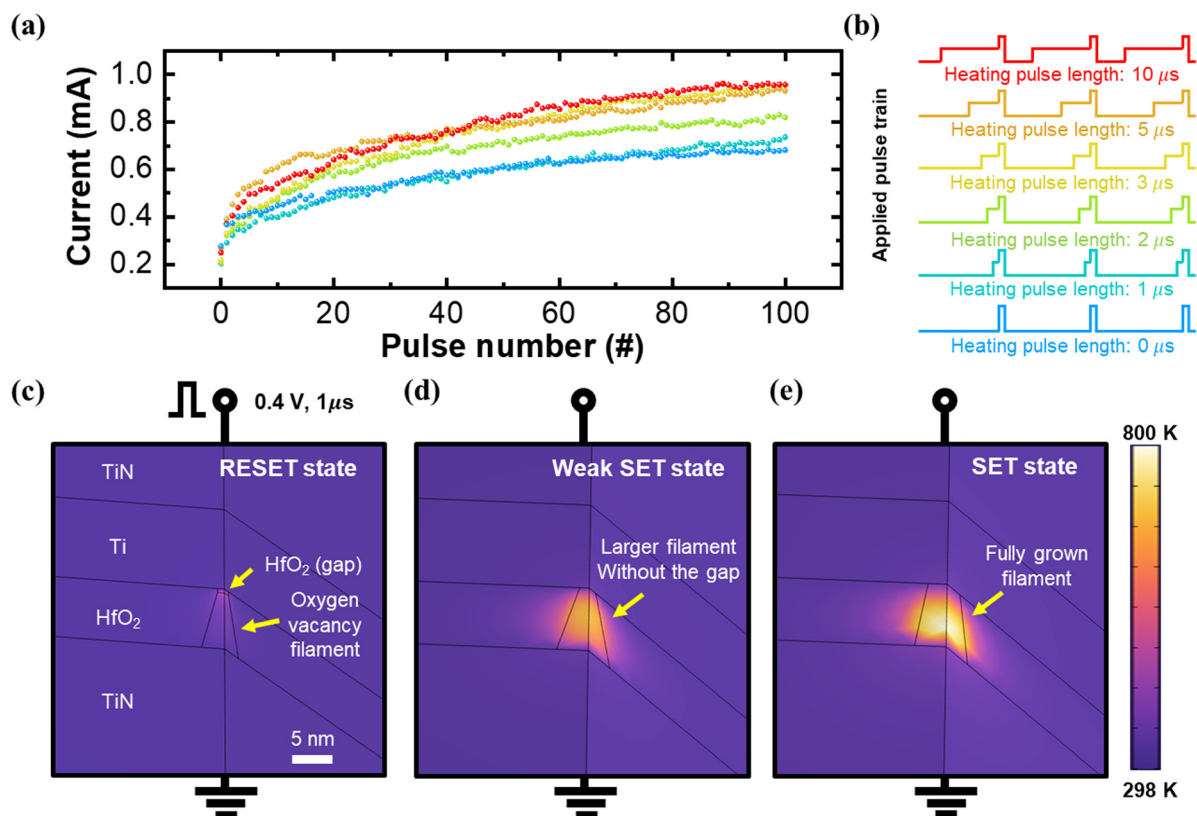 (a)
Current (mA)
1.0
0.8
0.6
0.4
0.2
0
20
40
60
80
100
Pulse number (#)
(b)
Applied pulse train
Heating pulse length: 10 μs
Heating pulse length: 5 μs
Heating pulse length: 3 μs
Heating pulse length: 2 μs
Heating pulse length: 1 μs
Heating pulse length: 0 μs
(c)
0.4 V, 1μs
RESET state
TiN
Ti
HfO₂
TiN
HfO₂ (gap)
Oxygen
vacancy
filament
5 nm
(d)
Weak SET state
Larger filament
Without the gap
(e)
SET state
Fully grown
filament
800 K
298 K